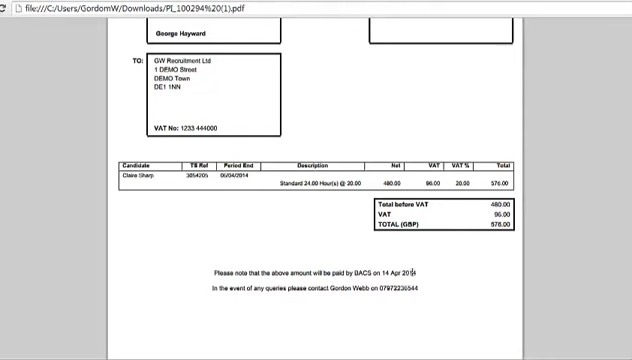 file:///C:/Users/GordomW/Downloads/PI_100294%20(1).pdf
George Hayward
TO: GW Recruitment Ltd
1 DEMO Street
DEMO Town
DE1 1NN
VAT No: 1233 444000
Candidate TS Ref Period End Description Net VAT VAT % Total
Claire Sharp 3054205 06/04/2014
Standard 24.00 Hour(s) @ 20.00 480.00 96.00 20.00 576.00
Total before VAT 480.00
VAT 96.00
TOTAL (GBP) 576.00
Please note that the above amount will be paid by BACS on 14 Apr 2014
In the event of any queries please contact Gordon Webb on 07972236544